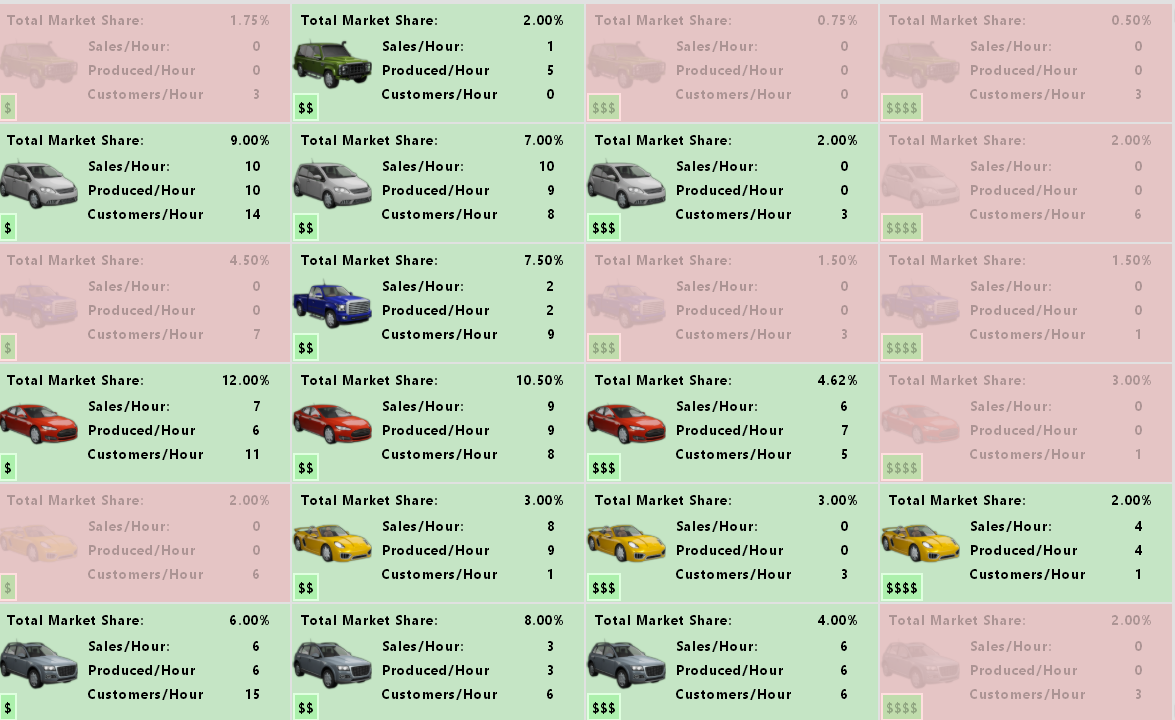 Total Market Share: 1.75% Total Market Share: 2.00% Total Market Share: 0.75% Total Market Share: 0.50%
Sales/Hour: 0 Sales/Hour: 1 Sales/Hour: 0 Sales/Hour: 0
Produced/Hour 0 Produced/Hour 5 Produced/Hour 0 Produced/Hour 0
Customers/Hour 3 Customers/Hour 0 Customers/Hour 0 Customers/Hour 3
$ $$ $$$ $$$$
Total Market Share: 9.00% Total Market Share: 7.00% Total Market Share: 2.00% Total Market Share: 2.00%
Sales/Hour: 10 Sales/Hour: 10 Sales/Hour: 0 Sales/Hour: 0
Produced/Hour 10 Produced/Hour 9 Produced/Hour 0 Produced/Hour 0
Customers/Hour 14 Customers/Hour 8 Customers/Hour 3 Customers/Hour 6
$ $$ $$$ $$$$
Total Market Share: 4.50% Total Market Share: 7.50% Total Market Share: 1.50% Total Market Share: 1.50%
Sales/Hour: 0 Sales/Hour: 2 Sales/Hour: 0 Sales/Hour: 0
Produced/Hour 0 Produced/Hour 2 Produced/Hour 0 Produced/Hour 0
Customers/Hour 7 Customers/Hour 9 Customers/Hour 3 Customers/Hour 1
$ $$ $$$ $$$$
Total Market Share: 12.00% Total Market Share: 10.50% Total Market Share: 4.62% Total Market Share: 3.00%
Sales/Hour: 7 Sales/Hour: 9 Sales/Hour: 6 Sales/Hour: 0
Produced/Hour 6 Produced/Hour 9 Produced/Hour 7 Produced/Hour 0
Customers/Hour 11 Customers/Hour 8 Customers/Hour 5 Customers/Hour 1
$ $$ $$$ $$$$
Total Market Share: 2.00% Total Market Share: 3.00% Total Market Share: 3.00% Total Market Share: 2.00%
Sales/Hour: 0 Sales/Hour: 8 Sales/Hour: 0 Sales/Hour: 4
Produced/Hour 0 Produced/Hour 9 Produced/Hour 0 Produced/Hour 4
Customers/Hour 6 Customers/Hour 1 Customers/Hour 3 Customers/Hour 1
$ $$ $$$ $$$$
Total Market Share: 6.00% Total Market Share: 8.00% Total Market Share: 4.00% Total Market Share: 2.00%
Sales/Hour: 6 Sales/Hour: 3 Sales/Hour: 6 Sales/Hour: 0
Produced/Hour 6 Produced/Hour 3 Produced/Hour 6 Produced/Hour 0
Customers/Hour 15 Customers/Hour 6 Customers/Hour 6 Customers/Hour 3
$ $$ $$$ $$$$